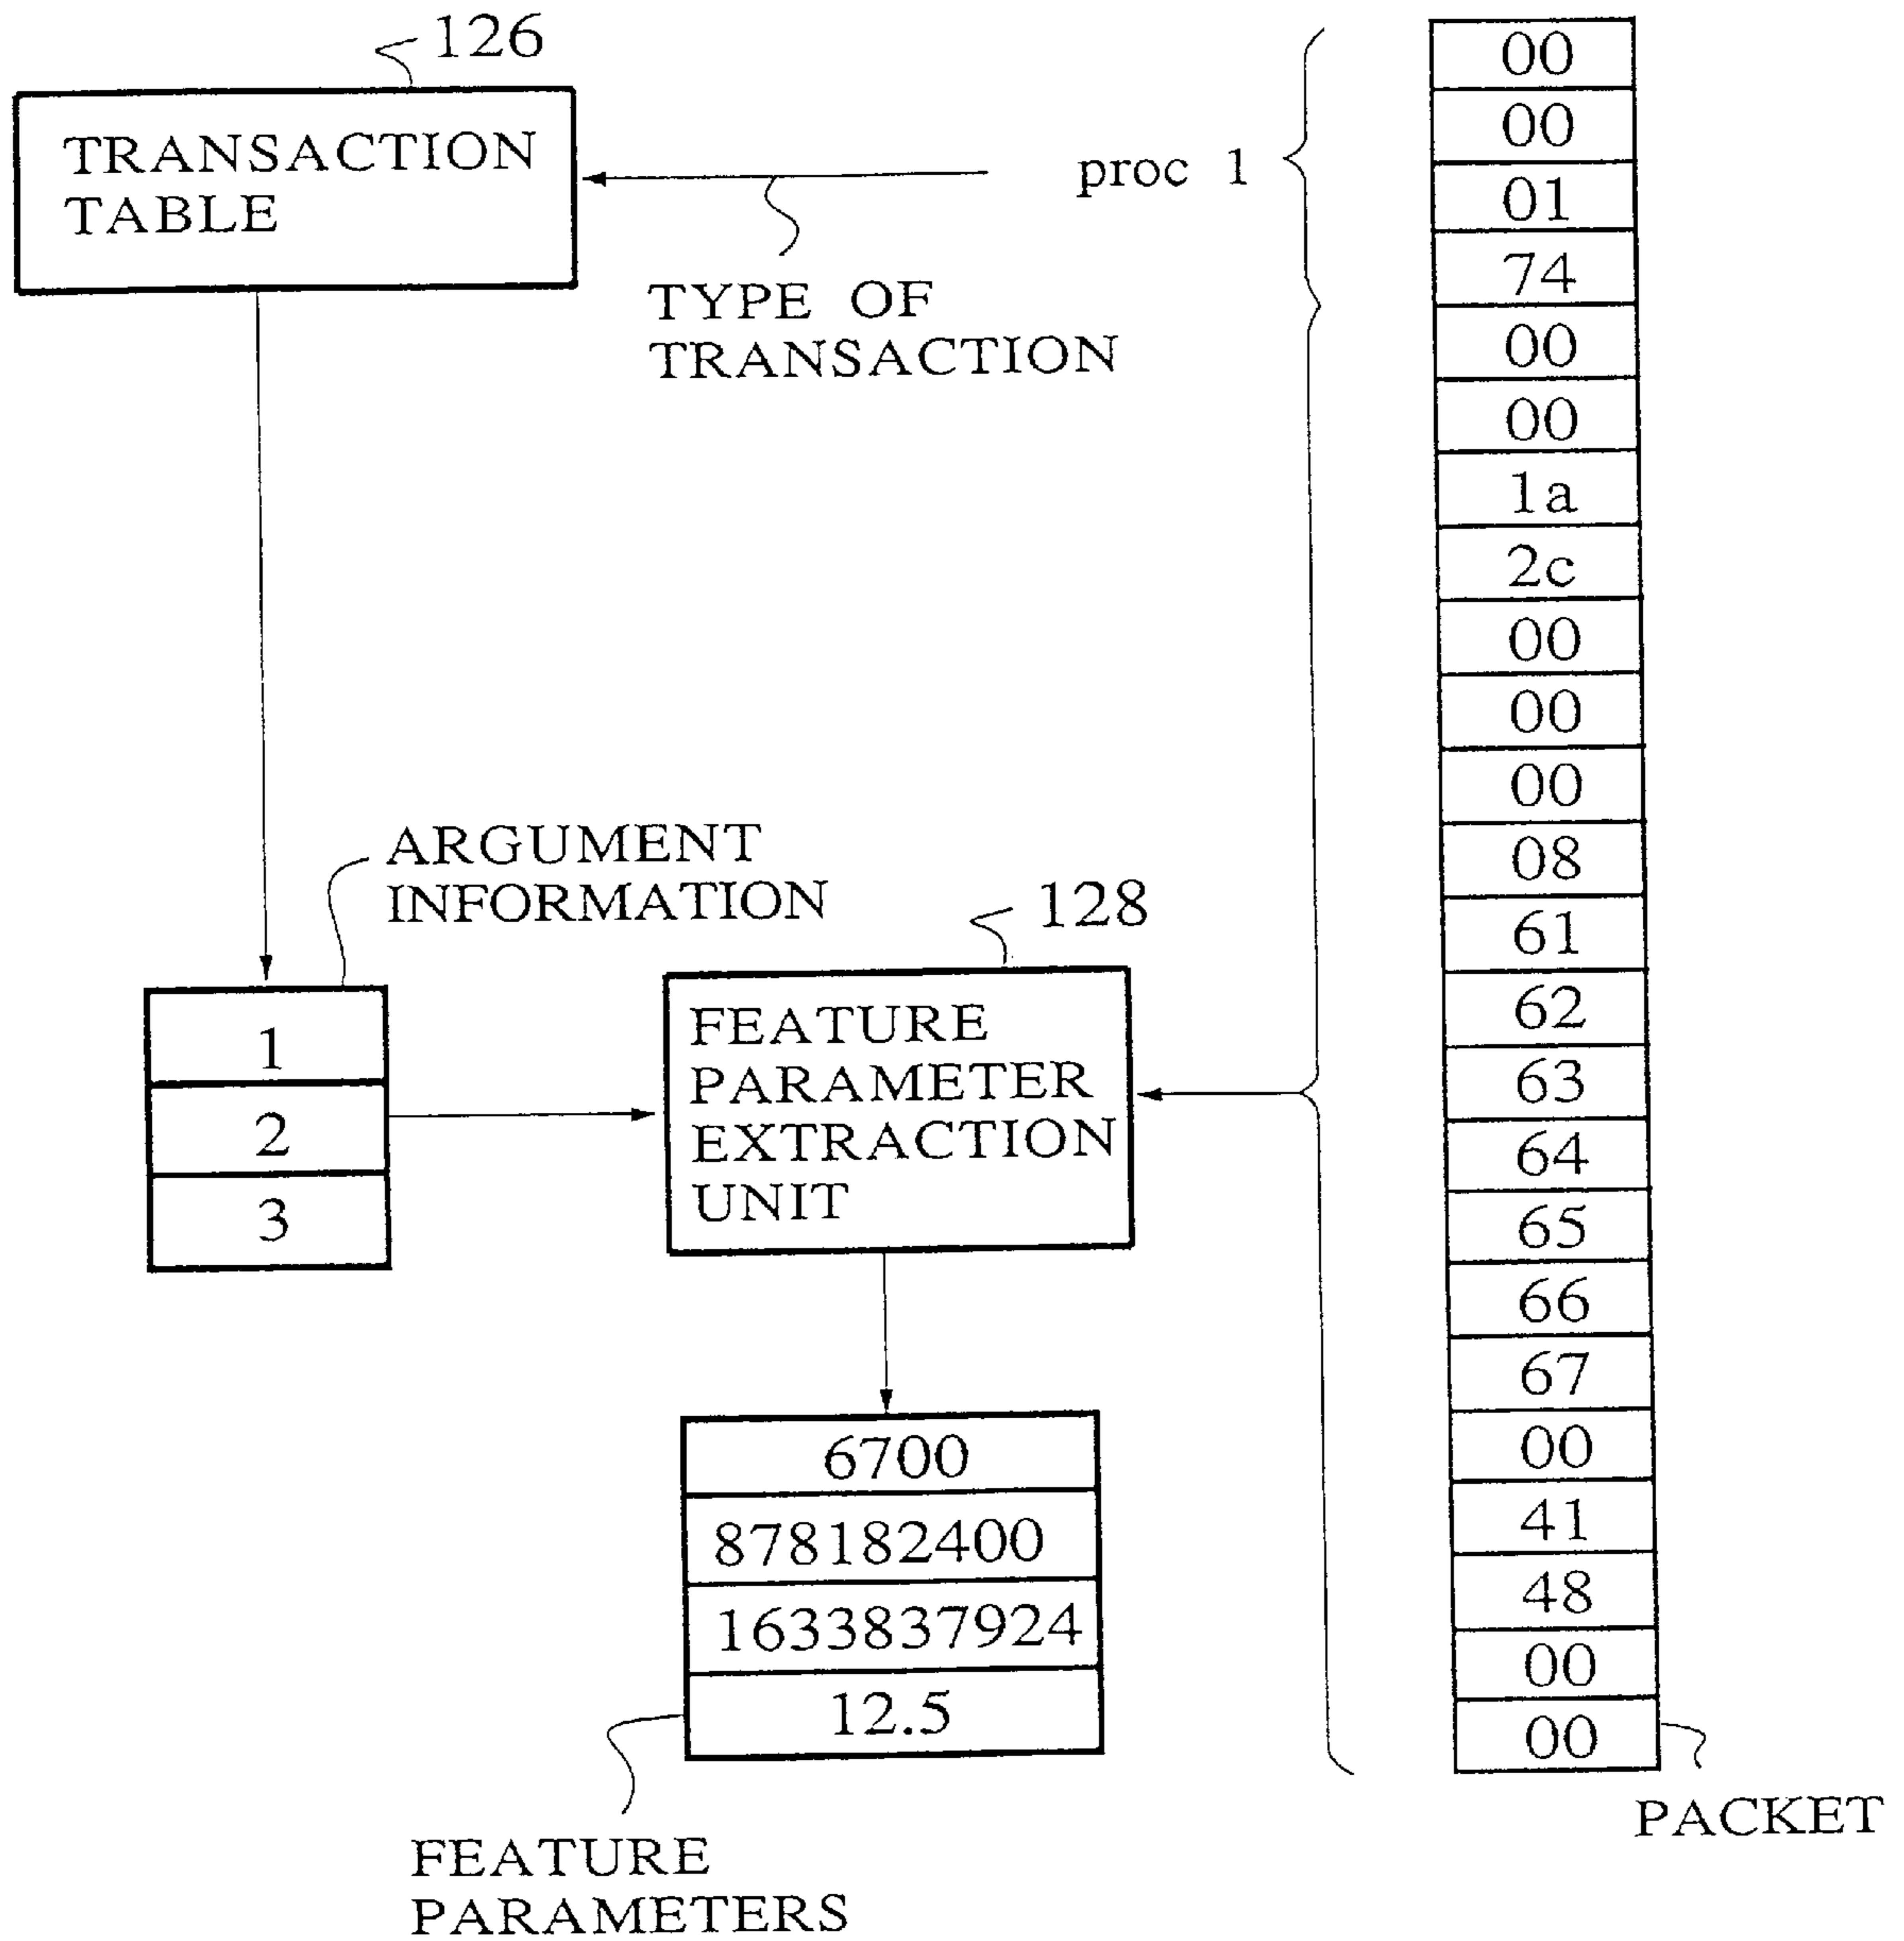 126
TRANSACTION
TABLE
proc 1
TYPE OF
TRANSACTION
ARGUMENT
INFORMATION
1
2
3
128
FEATURE
PARAMETER
EXTRACTION
UNIT
6700
878182400
1633837924
12.5
FEATURE
PARAMETERS
00
00
01
74
00
00
1a
2c
00
00
00
08
61
62
63
64
65
66
67
00
41
48
00
00
PACKET